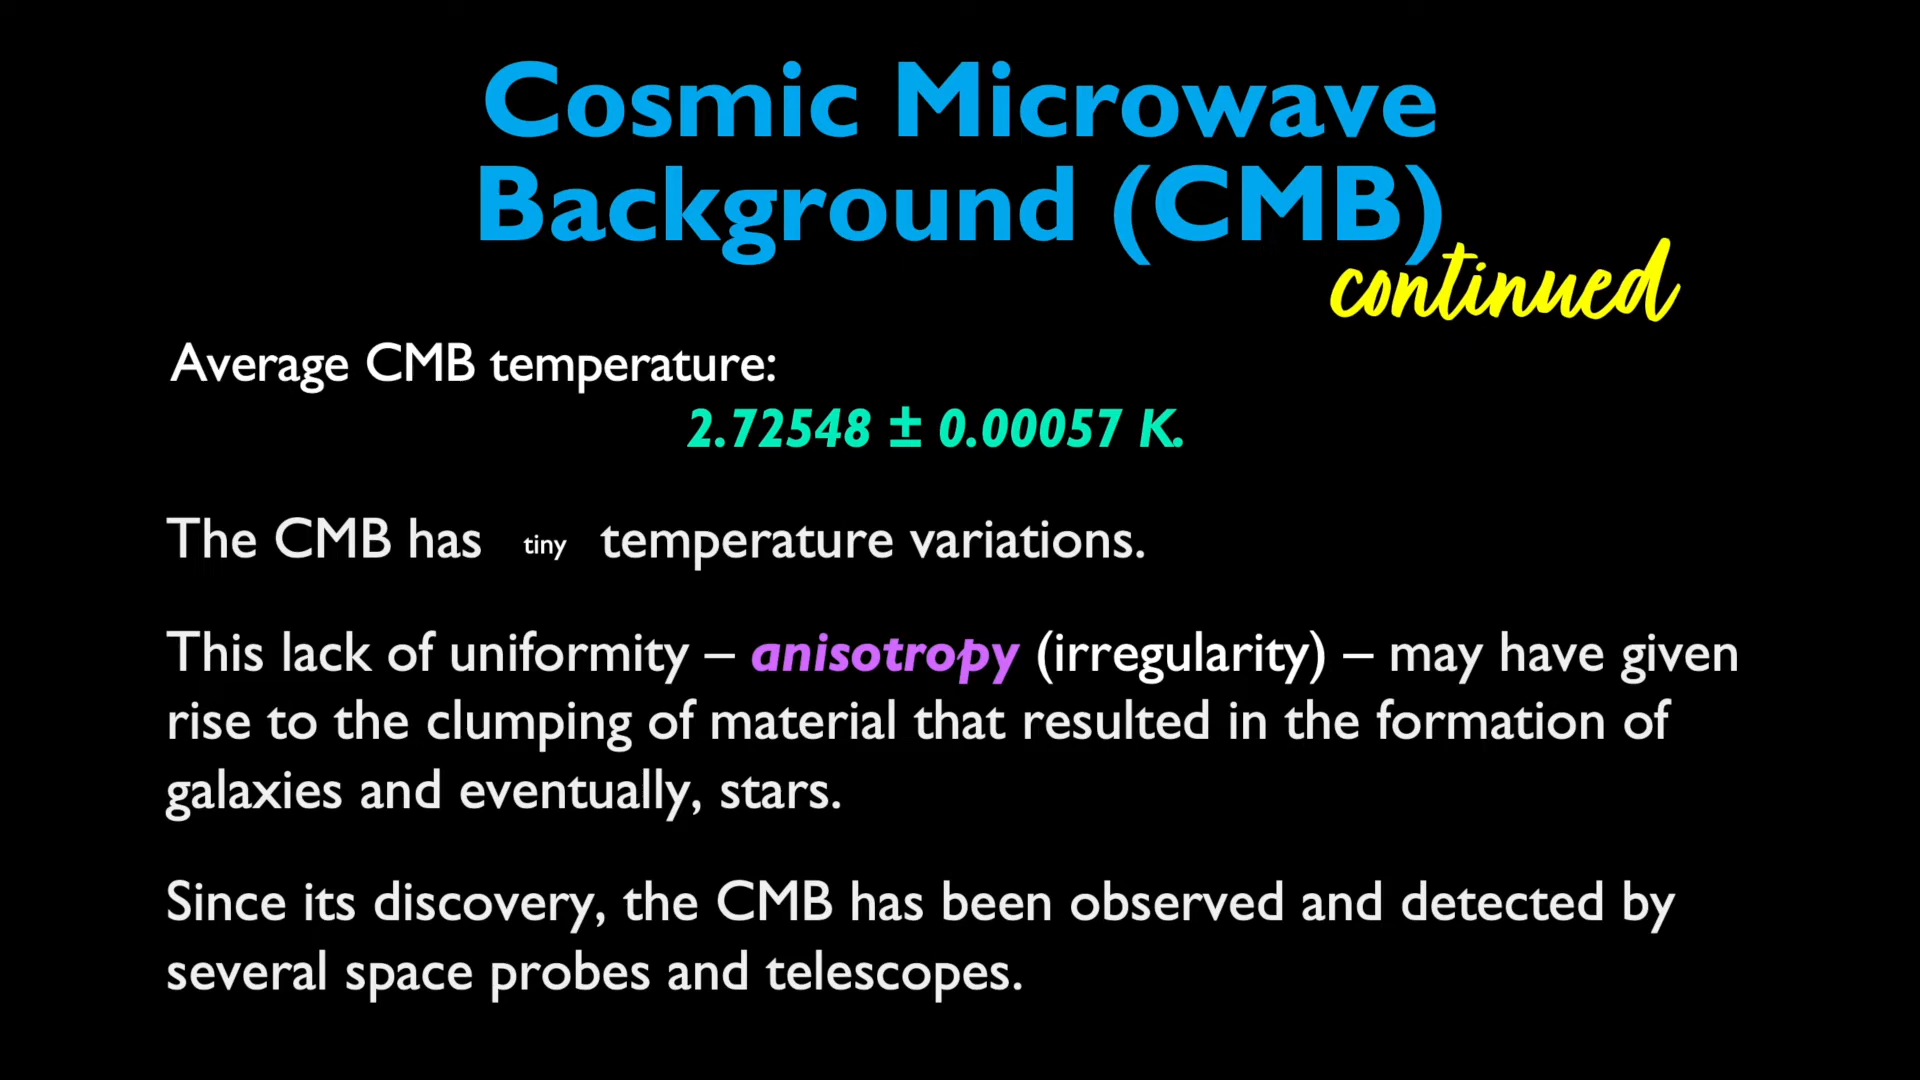 Cosmic Microwave
Background (CMB)
continued
Average CMB temperature:
2.72548 ± 0.00057 K.
The CMB has tiny temperature variations.
This lack of uniformity – anisotropy (irregularity) – may have given
rise to the clumping of material that resulted in the formation of
galaxies and eventually, stars.
Since its discovery, the CMB has been observed and detected by
several space probes and telescopes.